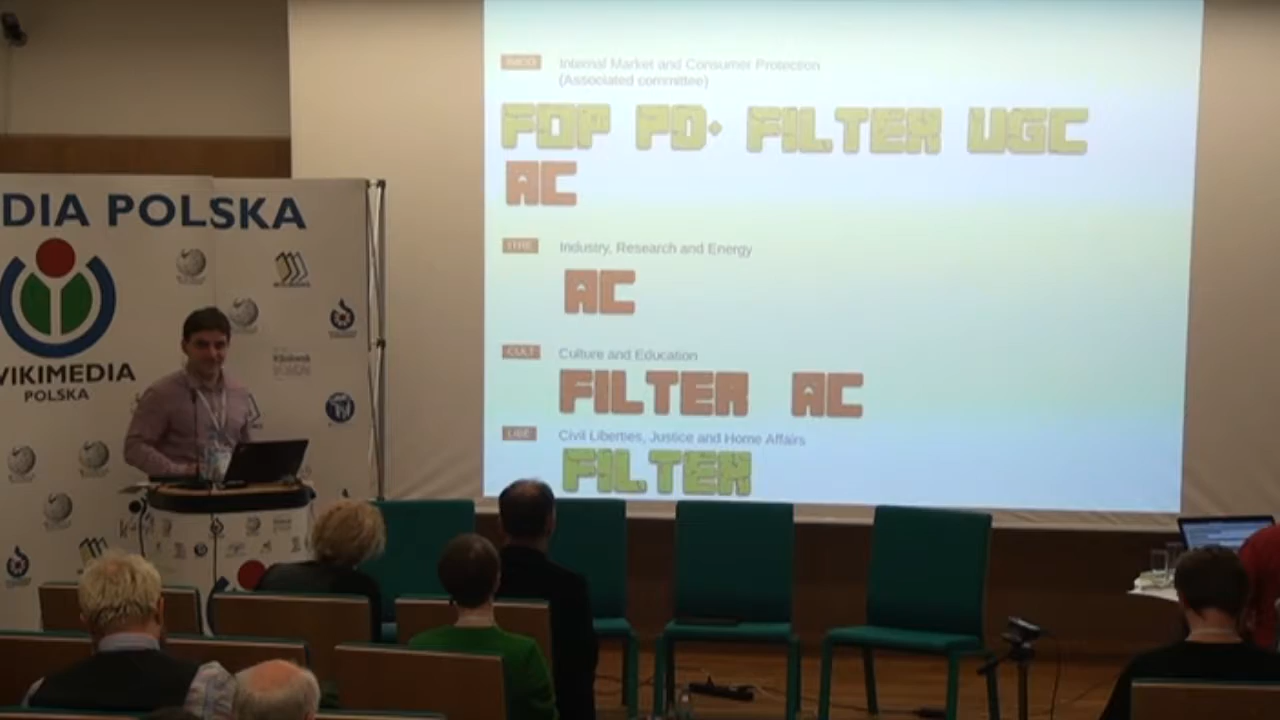 IMCO Internal Market and Consumer Protection
(Associated committee)
FOP PD+ FILTER UGC
AC
ITRE Industry, Research and Energy
AC
CULT Culture and Education
FILTER AC
LIBE Civil Liberties, Justice and Home Affairs
FILTER
DIA POLSKA
WIKIMEDIA
POLSKA